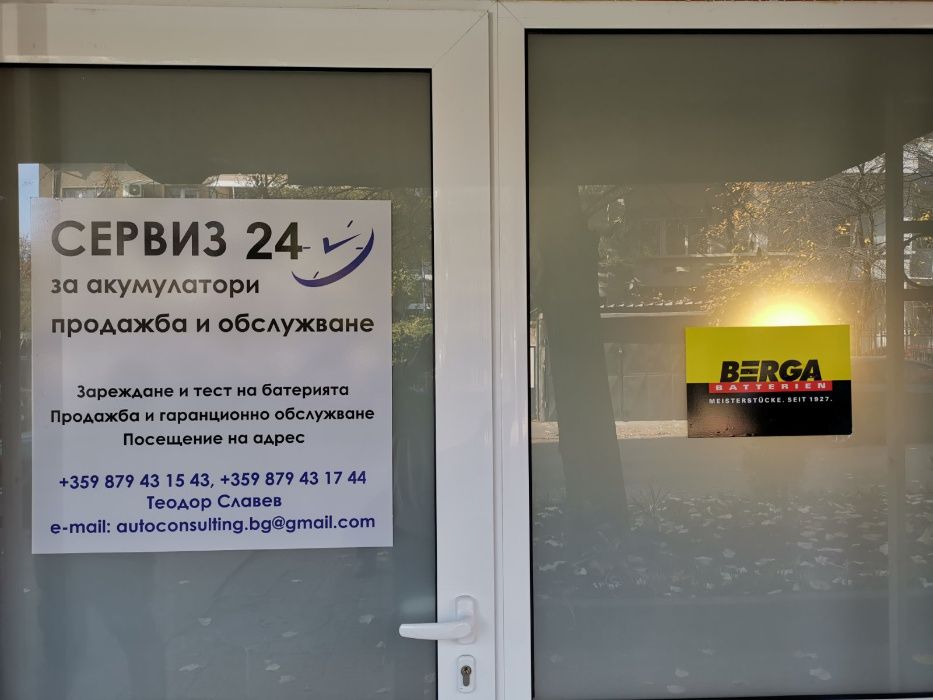 СЕРВИЗ 24
за акумулатори
продажба и обслужване
Зареждане и тест на батерията
Продажба и гаранционно обслужване
Посещение на адрес
+359 879 43 15 43, +359 879 43 17 44
Теодор Славев
e-mail: autoconsulting.bg@gmail.com
BERGA
BATTERIEN
MEISTERSTÜCKE. SEIT 1927.